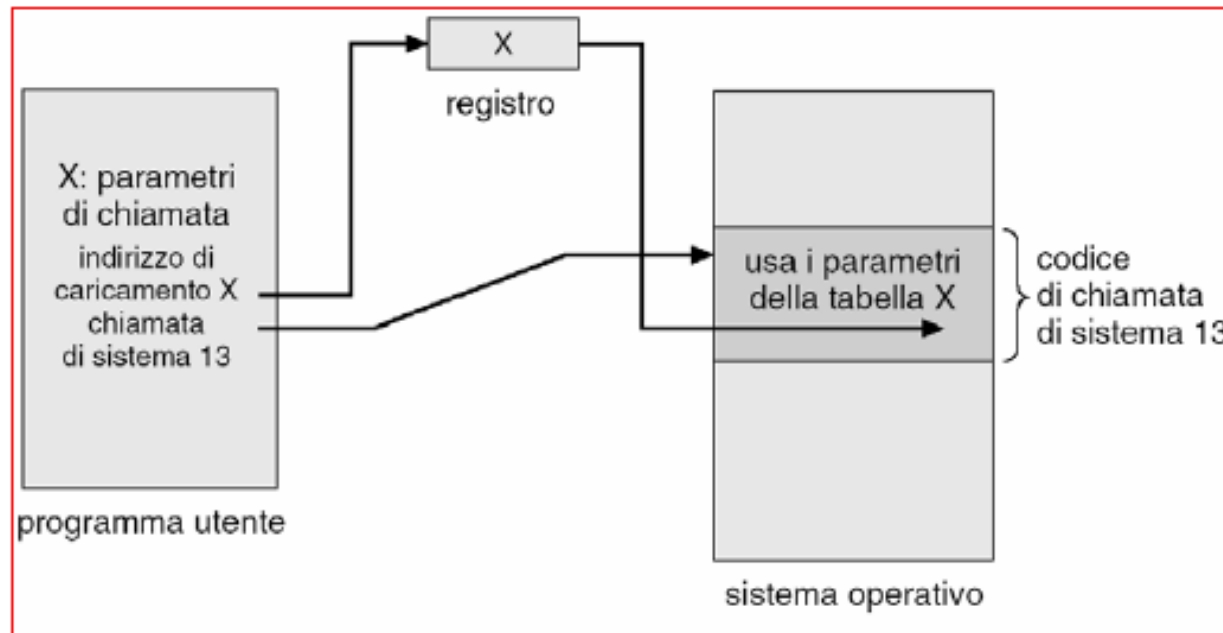 X
registro
X: parametri
di chiamata
indirizzo di
caricamento X
chiamata
di sistema 13
programma utente
usa i parametri
della tabella X
codice
di chiamata
di sistema 13
sistema operativo